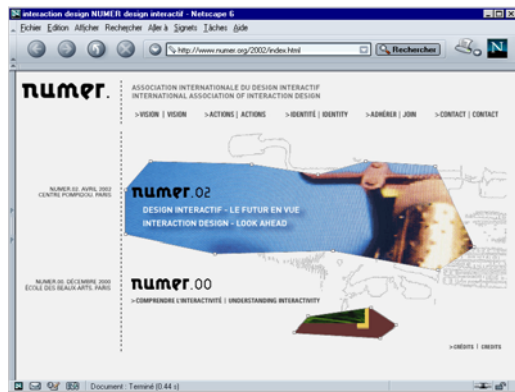 interaction design NUMER design interactif - Netscape 6
Fichier Edition Afficher Rechercher Aller à Signets Tâches Aide
http://www.numer.org/2002/index.html Rechercher
numer.
ASSOCIATION INTERNATIONALE DU DESIGN INTERACTIF
INTERNATIONAL ASSOCIATION OF INTERACTION DESIGN
>VISION | VISION >ACTIONS | ACTIONS >IDENTITÉ | IDENTITY >ADHÉRER | JOIN >CONTACT | CONTACT
NUMER.02. AVRIL 2002
CENTRE POMPIDOU. PARIS
numer.02
DESIGN INTERACTIF - LE FUTUR EN VUE
INTERACTION DESIGN - LOOK AHEAD
NUMER.00. DÉCEMBRE 2000
ÉCOLE DES BEAUX ARTS, PARIS
numer.00
>COMPRENDRE L'INTERACTIVITÉ | UNDERSTANDING INTERACTIVITY
>CRÉDITS | CREDITS
Document : Terminé (0.44 s)